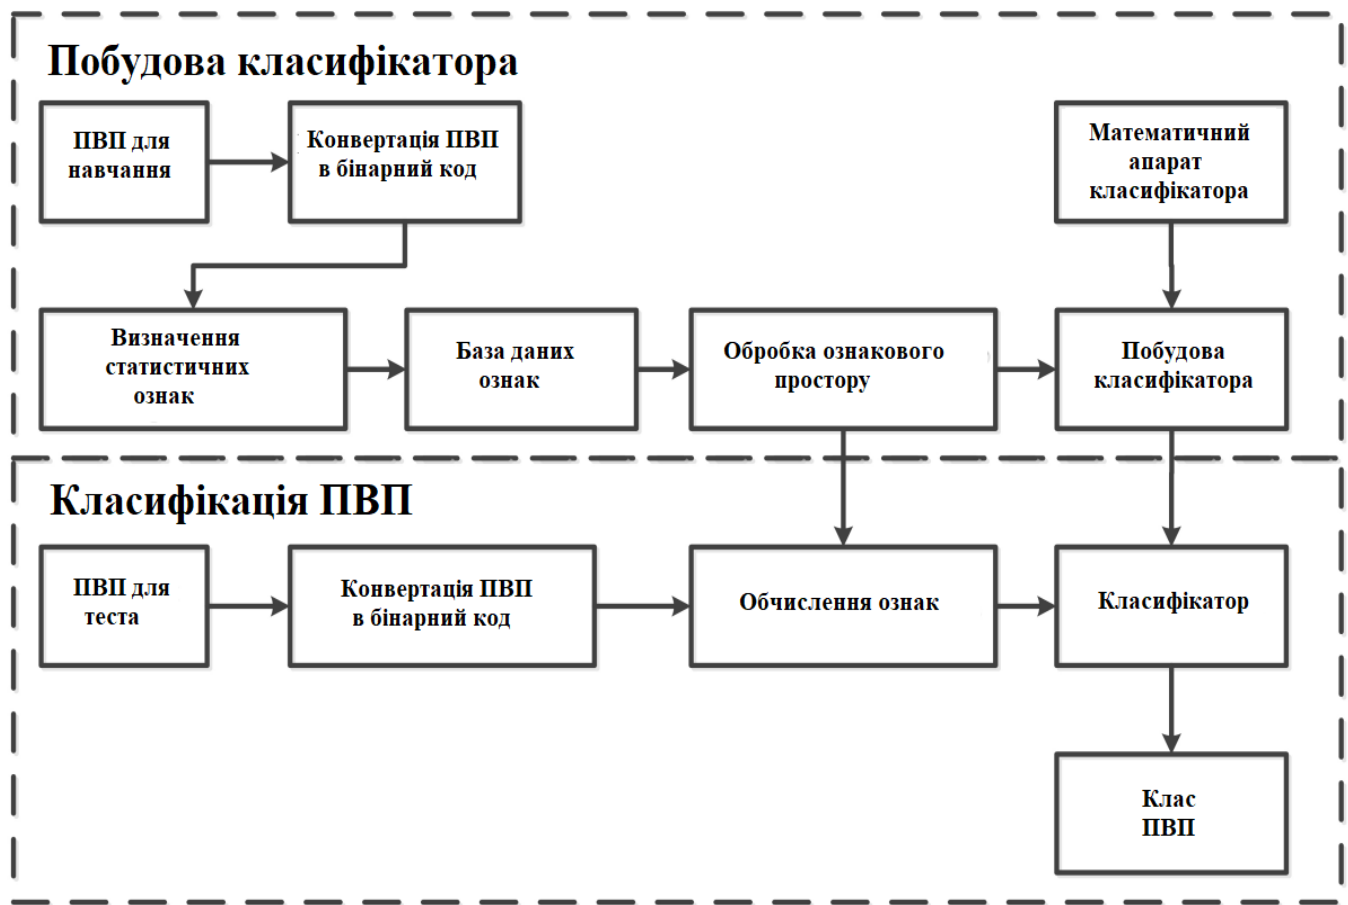 Побудова класифікатора
ПВП для
навчання
Конвертація ПВП
в бінарний код
Математичний
апарат
класифікатора
Визначення
статистичних
ознак
База даних
ознак
Обробка ознакового
простору
Побудова
класифікатора
Класифікація ПВП
ПВП для
теста
Конвертація ПВП
в бінарний код
Обчислення ознак
Класифікатор
Клас
ПВП